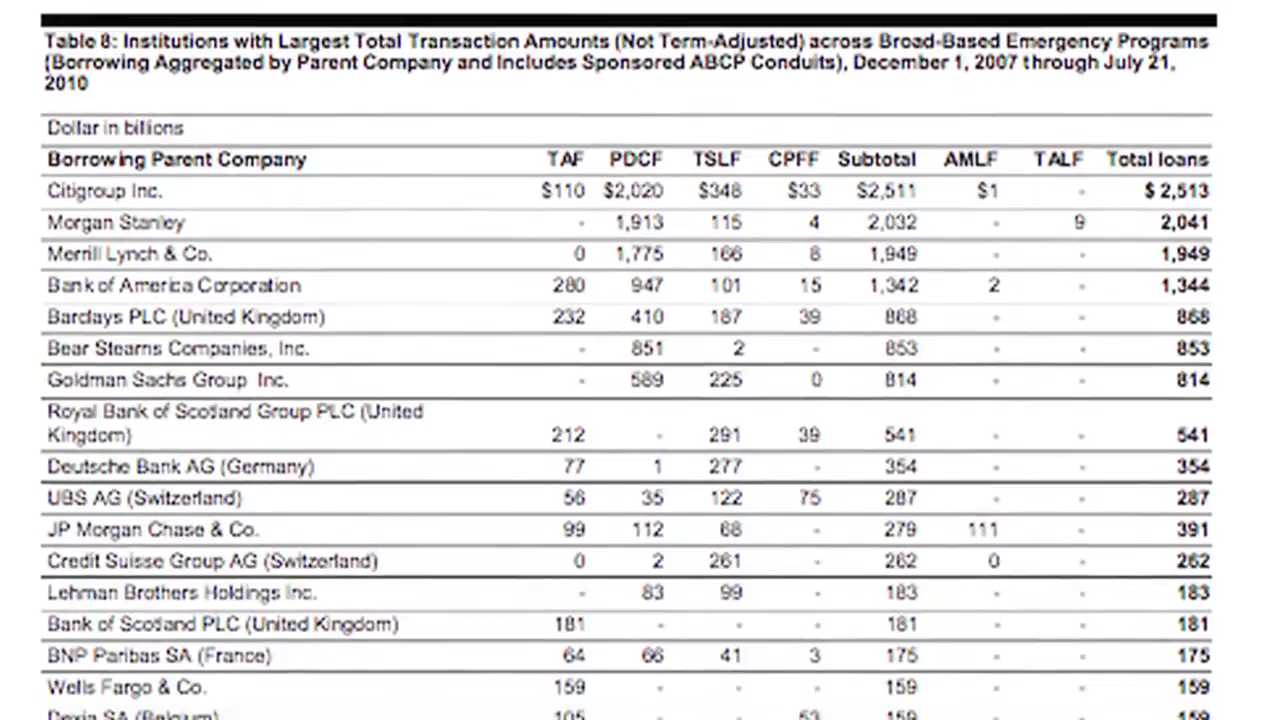 Table 8: Institutions with Largest Total Transaction Amounts (Not Term-Adjusted) across Broad-Based Emergency Programs
(Borrowing Aggregated by Parent Company and Includes Sponsored ABCP Conduits), December 1, 2007 through July 21,
2010
Dollar in billions
Borrowing Parent Company TAF PDCF TSLF CPFF Subtotal AMLF TALF Total loans
Citigroup Inc. $110 $2,020 $348 $33 $2,511 $1 - $ 2,513
Morgan Stanley - 1,913 115 4 2,032 - 9 2,041
Merrill Lynch & Co. 0 1,775 166 8 1,949 - - 1,949
Bank of America Corporation 280 947 101 15 1,342 2 - 1,344
Barclays PLC (United Kingdom) 232 410 187 39 868 - - 868
Bear Stearns Companies, Inc. - 851 2 - 853 - - 853
Goldman Sachs Group Inc. - 589 225 0 814 - - 814
Royal Bank of Scotland Group PLC (United
Kingdom) 212 - 291 39 541 - - 541
Deutsche Bank AG (Germany) 77 1 277 - 354 - - 354
UBS AG (Switzerland) 56 35 122 75 287 - - 287
JP Morgan Chase & Co. 99 112 68 - 279 111 - 391
Credit Suisse Group AG (Switzerland) 0 2 261 - 262 0 - 262
Lehman Brothers Holdings Inc. - 83 99 - 183 - - 183
Bank of Scotland PLC (United Kingdom) 181 - - - 181 - - 181
BNP Paribas SA (France) 64 66 41 3 175 - - 175
Wells Fargo & Co. 159 - - - 159 - - 159
Dexia SA (Belgium) 105 - - 53 159 - - 159